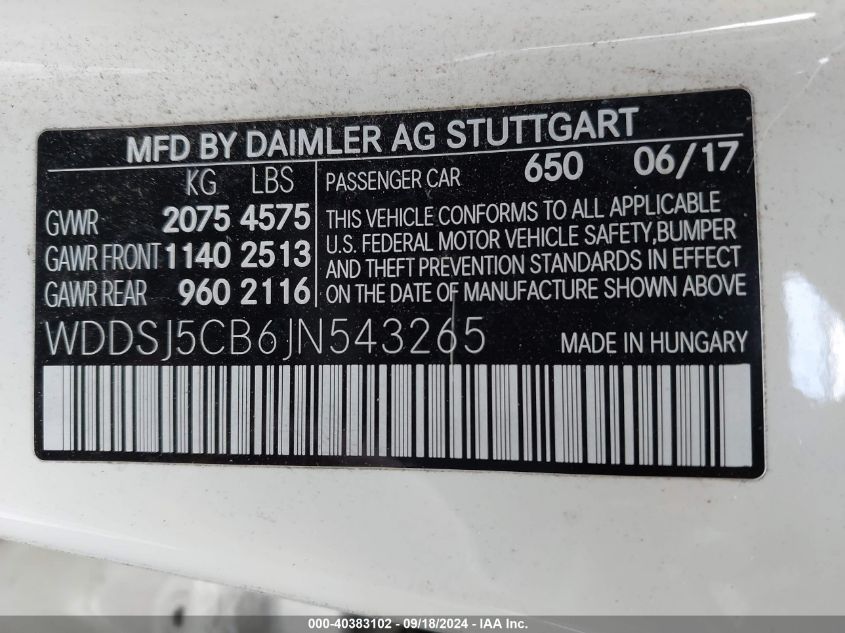 MFD BY DAIMLER AG STUTTGART
KG LBS
GVWR 2075 4575
GAWR FRONT 1140 2513
GAWR REAR 960 2116
PASSENGER CAR 650 06/17
THIS VEHICLE CONFORMS TO ALL APPLICABLE
U.S. FEDERAL MOTOR VEHICLE SAFETY,BUMPER
AND THEFT PREVENTION STANDARDS IN EFFECT
ON THE DATE OF MANUFACTURE SHOWN ABOVE
WDDSJ5CB6JN543265 MADE IN HUNGARY
000-40383102 - 09/18/2024 - IAA Inc.